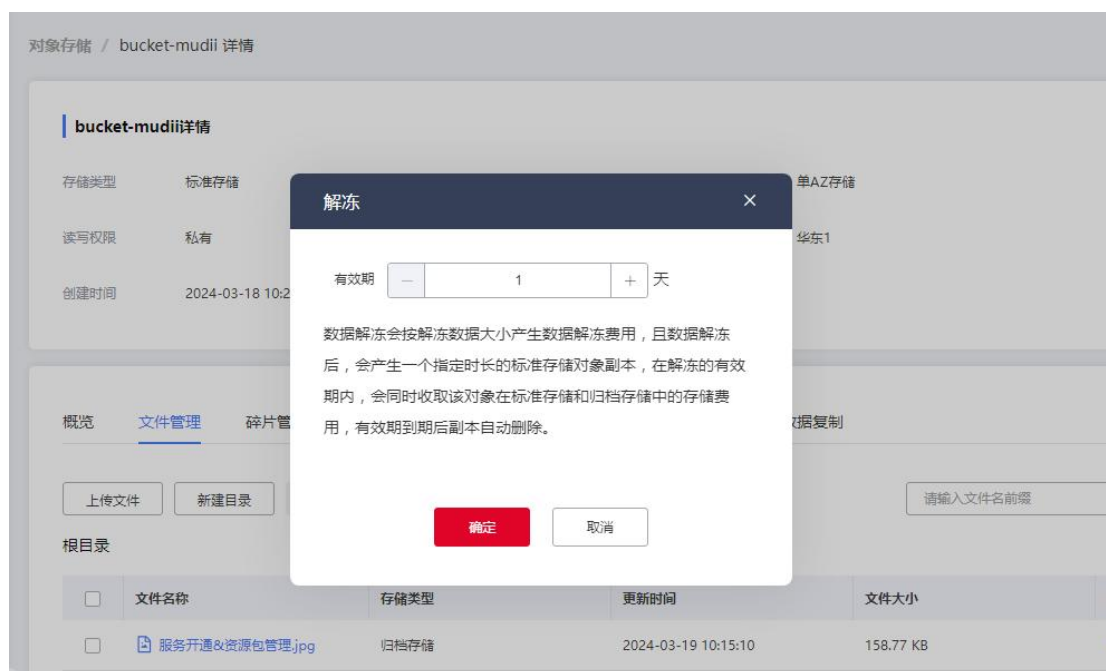 对象存储 / bucket-mudii 详情
bucket-mudii详情
存储类型 标准存储 单AZ存储
读写权限 私有 华东1
创建时间 2024-03-18 10:2
解冻
有效期 1 天
数据解冻会按解冻数据大小产生数据解冻费用，且数据解冻
后，会产生一个指定时长的标准存储对象副本，在解冻的有效
期内，会同时收取该对象在标准存储和归档存储中的存储费
用，有效期到期后副本自动删除。
确定 取消
概览 文件管理 碎片管 据复制
上传文件 新建目录 请输入文件名前缀
根目录
文件名称 存储类型 更新时间 文件大小
服务开通&资源包管理.jpg 归档存储 2024-03-19 10:15:10 158.77 KB